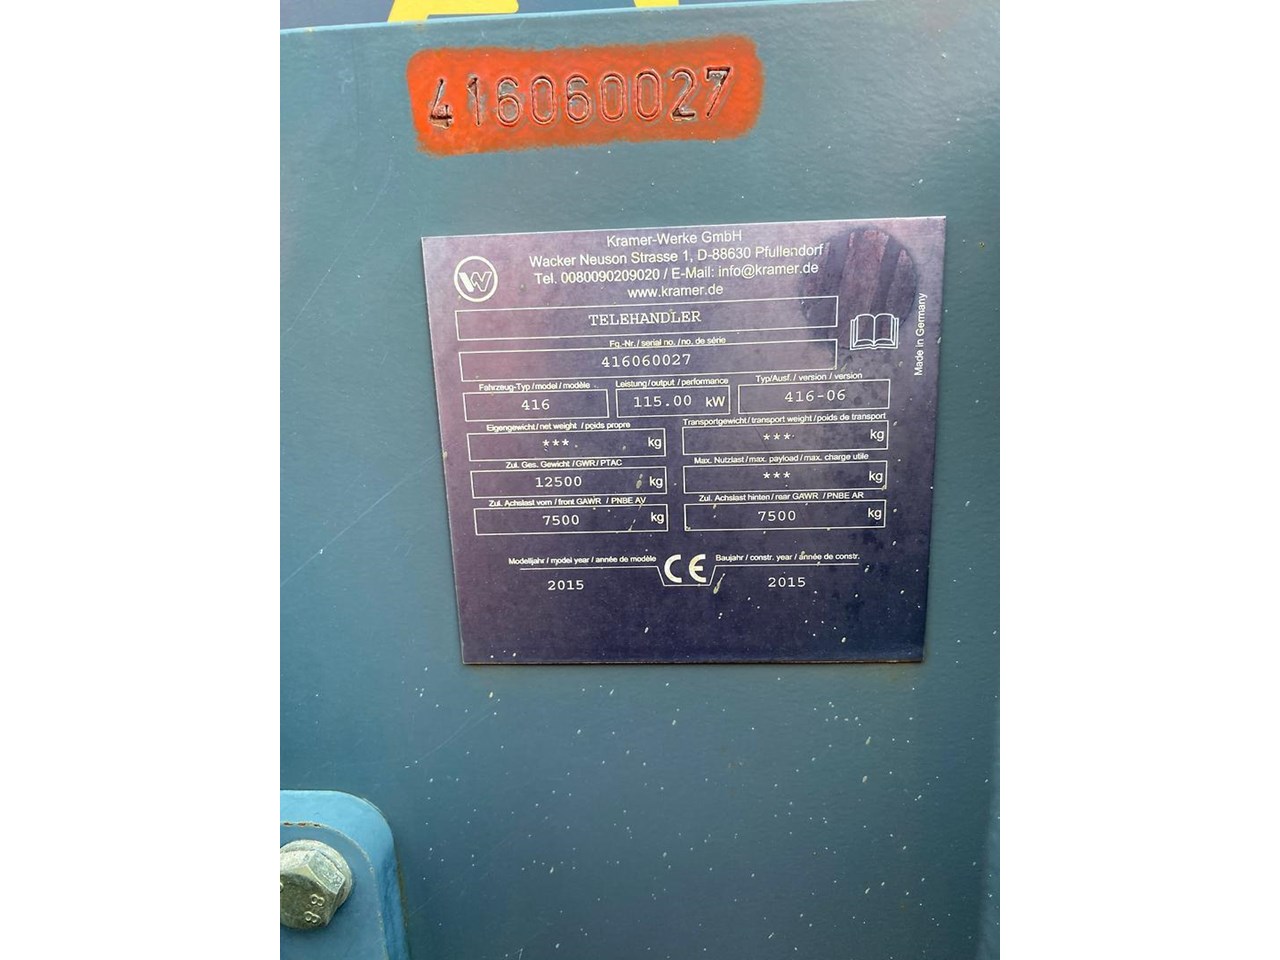 416060027
Kramer-Werke GmbH
Wacker Neuson Strasse 1, D-88630 Pfullendorf
Tel. 0080090209020 / E-Mail: info@kramer.de
www.kramer.de
W
TELEHANDLER
Fg.-Nr. / serial no. / no. de série
416060027
Made in Germany
Fahrzeug-Typ / model / modèle
Leistung / output / performance
Typ/Ausf. / version / version
416
115.00 kW
416-06
Eigengewicht / net weight / poids propre
Transportgewicht / transport weight / poids de transport
*** kg
*** kg
Zul. Ges. Gewicht / GWR / PTAC
Max. Nutzlast / max. payload / max. charge utile
12500 kg
*** kg
Zul. Achslast vorn / front GAWR / PNBE AV
Zul. Achslast hinten / rear GAWR / PNBE AR
7500 kg
7500 kg
Modelljahr / model year / année de modèle
CE
Baujahr / constr. year / année de constr.
2015
2015
8.8